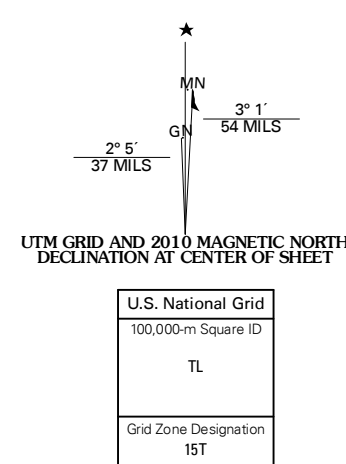 MN
3° 1´
54 MILS
GN
2° 5´
37 MILS
UTM GRID AND 2010 MAGNETIC NORTH
DECLINATION AT CENTER OF SHEET
U.S. National Grid
100,000-m Square ID
TL
Grid Zone Designation
15T